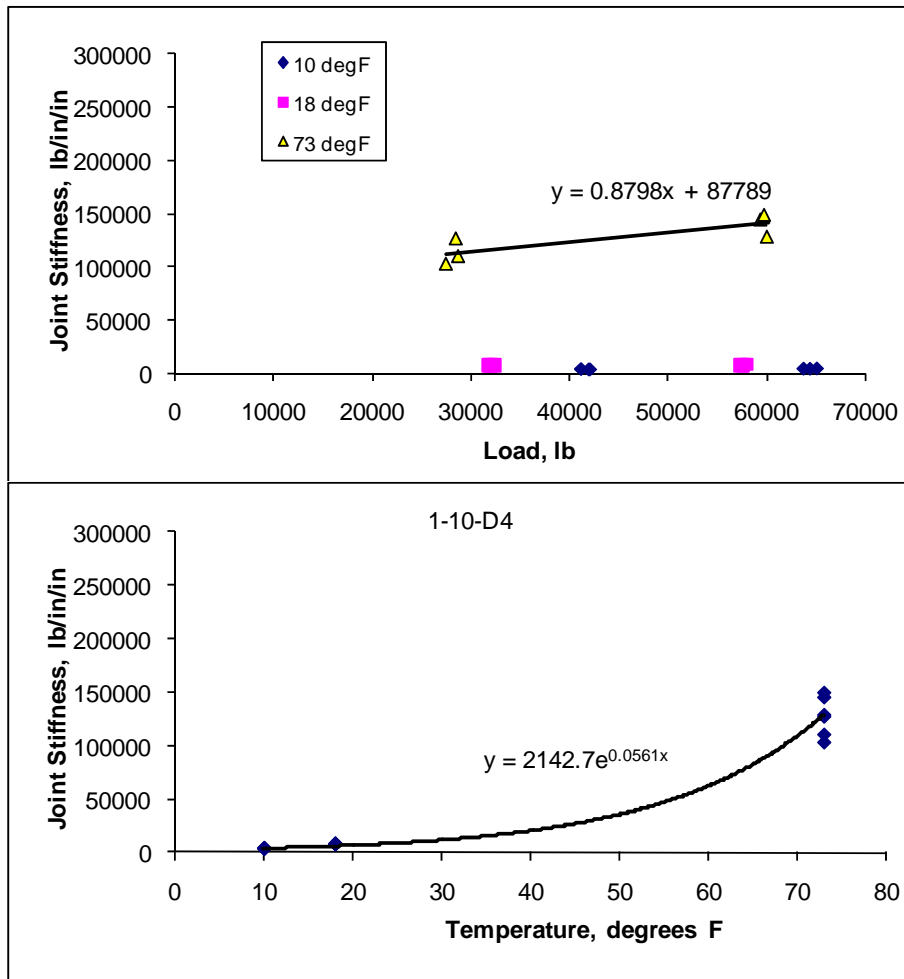 300000
250000
200000
150000
100000
50000
0
Joint Stiffness, lb/in/in
10 degF
18 degF
73 degF
y = 0.8798x + 87789
0 10000 20000 30000 40000 50000 60000 70000
Load, lb
1-10-D4
300000
250000
200000
150000
100000
50000
0
Joint Stiffness, lb/in/in
y = 2142.7e^0.0561x
0 10 20 30 40 50 60 70 80
Temperature, degrees F